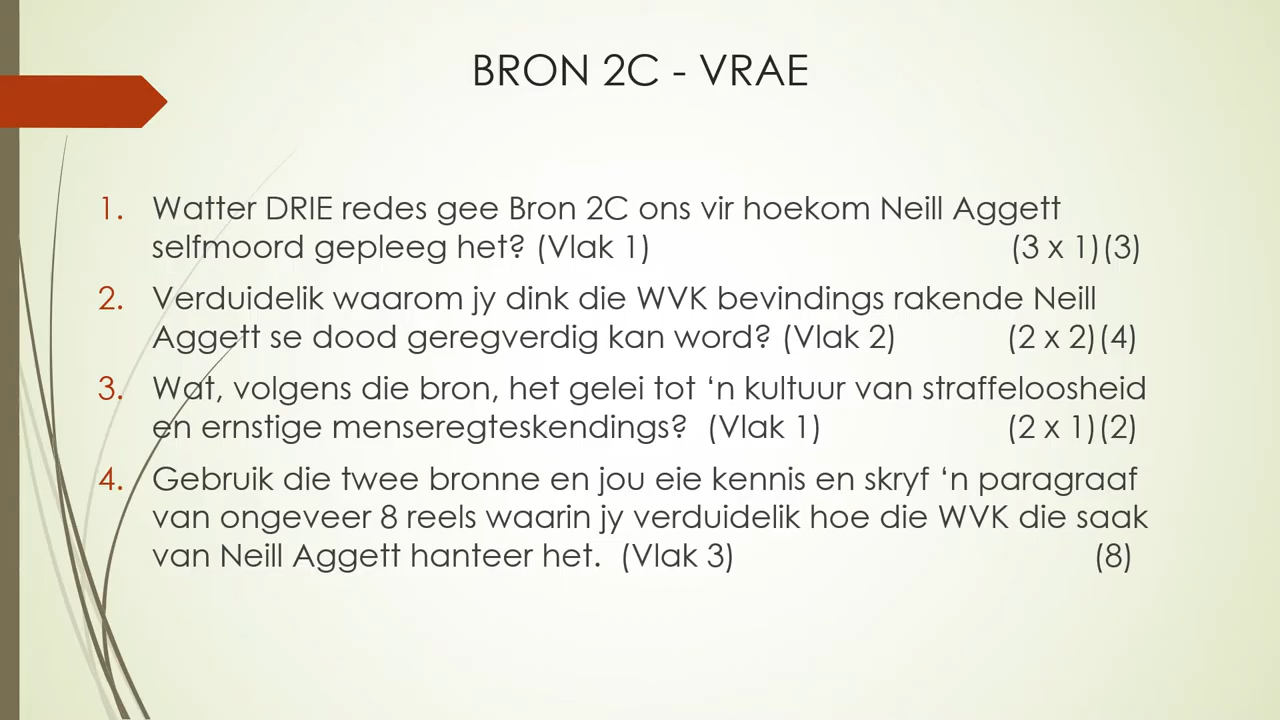 BRON 2C - VRAE
1. Watter DRIE redes gee Bron 2C ons vir hoekom Neill Aggett
selfmoord gepleeg het? (Vlak 1) (3 x 1)(3)
2. Verduidelik waarom jy dink die WVK bevindings rakende Neill
Aggett se dood geregverdig kan word? (Vlak 2) (2 x 2)(4)
3. Wat, volgens die bron, het gelei tot ‘n kultuur van straffeloosheid
en ernstige menseregteskendings? (Vlak 1) (2 x 1)(2)
4. Gebruik die twee bronne en jou eie kennis en skryf ‘n paragraaf
van ongeveer 8 reels waarin jy verduidelik hoe die WVK die saak
van Neill Aggett hanteer het. (Vlak 3) (8)